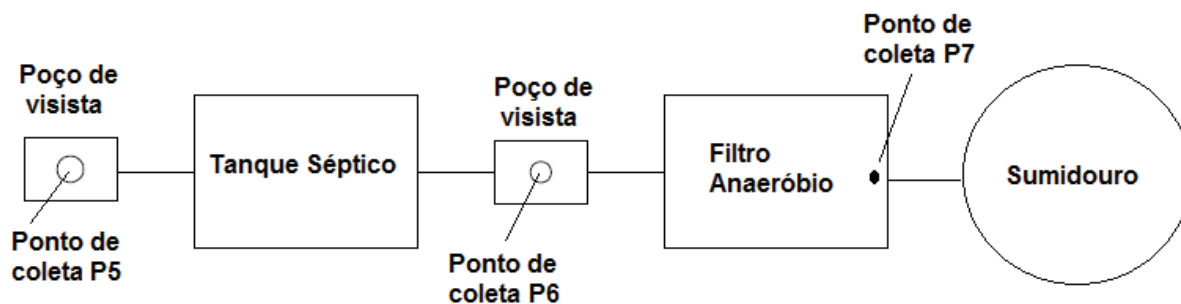 Poço de
visista
Ponto de
coleta P5
Tanque Séptico
Poço de
visista
Ponto de
coleta P6
Filtro
Anaeróbio
Ponto de
coleta P7
Sumidouro